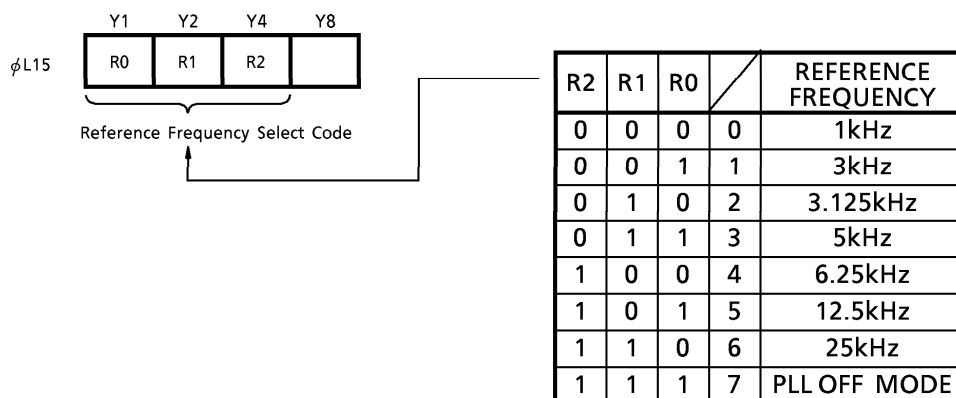 Y1 Y2 Y4 Y8
φL15 R0 R1 R2
Reference Frequency Select Code
R2 R1 R0 REFERENCE FREQUENCY
0 0 0 0 1kHz
0 0 1 1 3kHz
0 1 0 2 3.125kHz
0 1 1 3 5kHz
1 0 0 4 6.25kHz
1 0 1 5 12.5kHz
1 1 0 6 25kHz
1 1 1 7 PLL OFF MODE